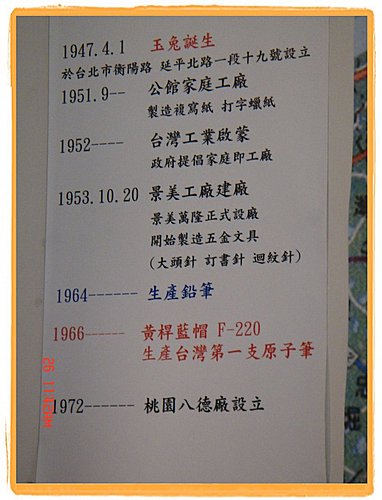 1947.4.1 玉兔誕生
於台北市衡陽路 延平北路一段十九號設立
1951.9-- 公館家庭工廠
製造複寫紙 打字蠟紙
1952---- 台灣工業啟蒙
政府提倡家庭即工廠
1953.10.20 景美工廠建廠
景美萬隆正式設廠
開始製造五金文具
(大頭針 訂書針 迴紋針)
1964------ 生產鉛筆
1966------ 黃桿藍帽 F-220
生產台灣第一支原子筆
1972------ 桃園八德廠設立